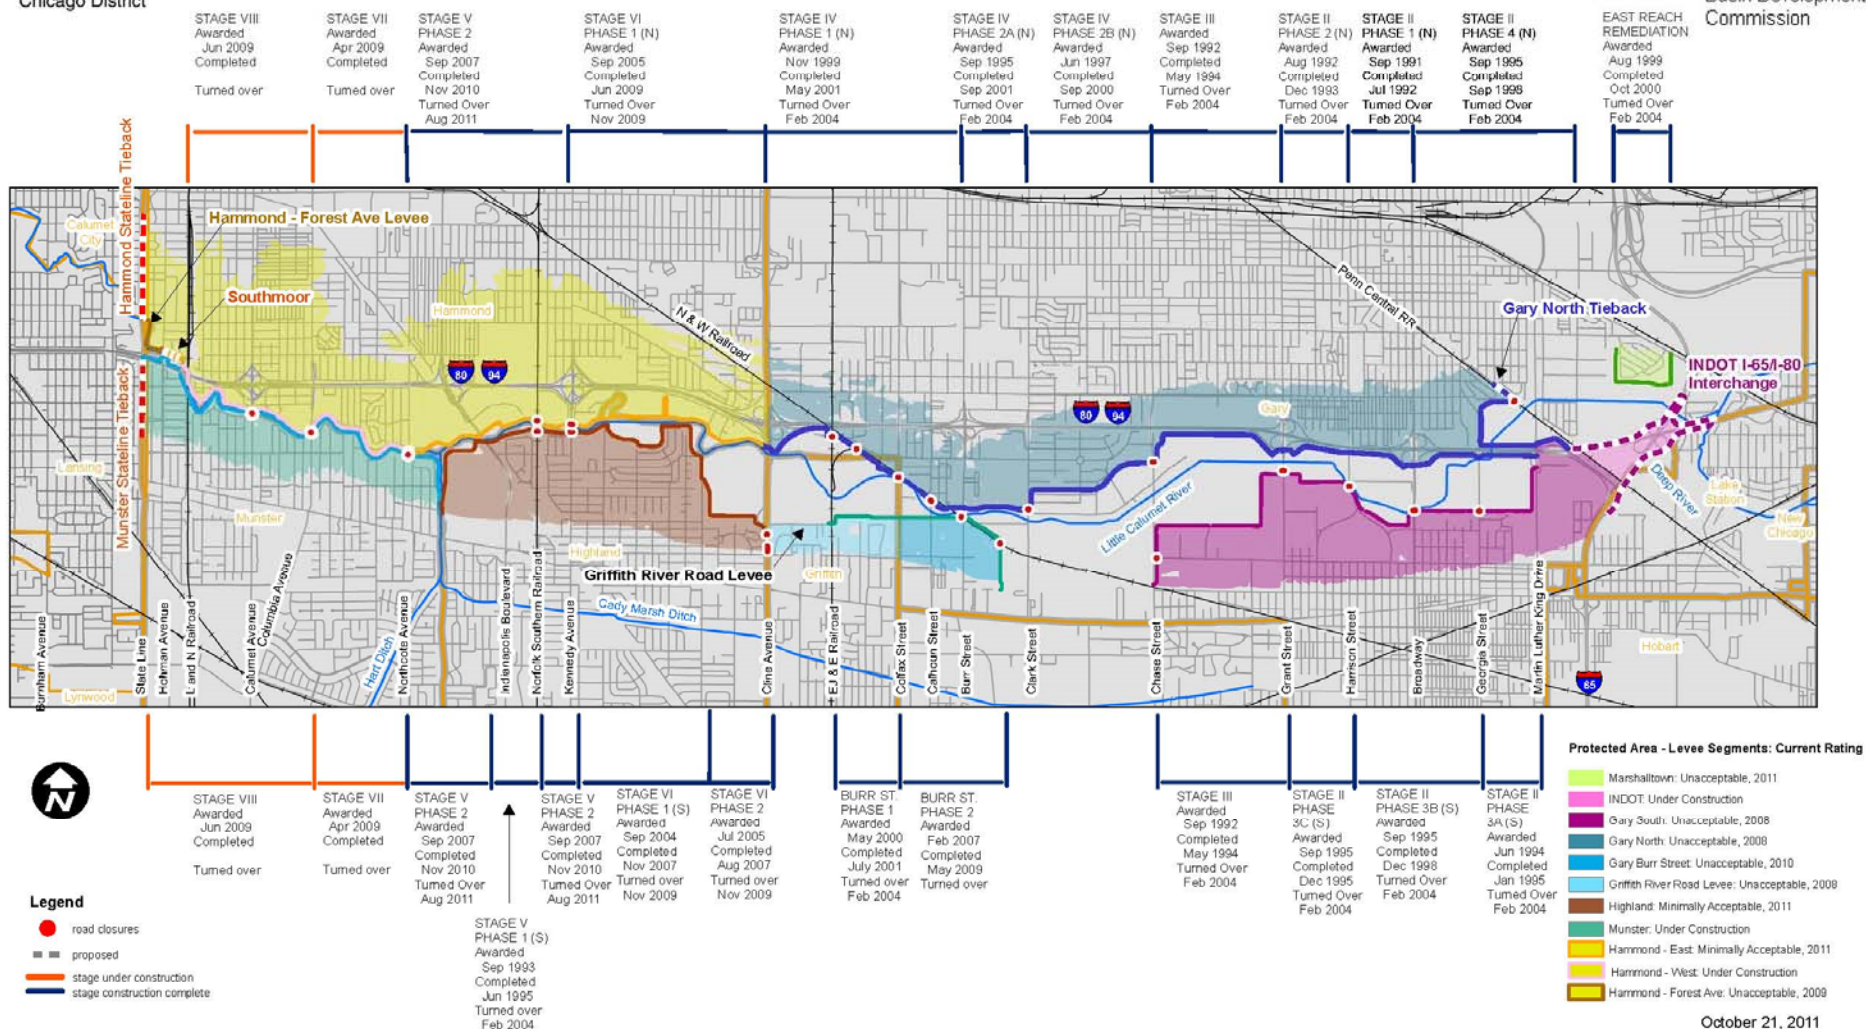 Chicago District
Basin Development
Commission
STAGE VIII
Awarded
Jun 2009
Completed
Turned over
STAGE VII
Awarded
Apr 2009
Completed
Turned over
STAGE V
PHASE 2
Awarded
Sep 2007
Completed
Nov 2010
Turned Over
Aug 2011
STAGE VI
PHASE 1 (N)
Awarded
Sep 2005
Completed
Jun 2009
Turned Over
Nov 2009
STAGE IV
PHASE 1 (N)
Awarded
Nov 1999
Completed
May 2001
Turned Over
Feb 2004
STAGE IV
PHASE 2A (N)
Awarded
Sep 1995
Completed
Sep 2001
Turned Over
Feb 2004
STAGE IV
PHASE 2B (N)
Awarded
Jun 1997
Completed
Sep 2000
Turned Over
Feb 2004
STAGE III
Awarded
Sep 1992
Completed
May 1994
Turned Over
Feb 2004
STAGE II
PHASE 2 (N)
Awarded
Aug 1992
Completed
Dec 1993
Turned Over
Feb 2004
STAGE II
PHASE 1 (N)
Awarded
Sep 1991
Completed
Jul 1992
Turned Over
Feb 2004
STAGE II
PHASE 4 (N)
Awarded
Sep 1995
Completed
Sep 1998
Turned Over
Feb 2004
EAST REACH
REMEDIATION
Awarded
Aug 1999
Completed
Oct 2000
Turned Over
Feb 2004
Hammond Stateline Tieback
Munster Stateline Tieback
Calumet
City
Hammond - Forest Ave Levee
Southmoor
Hammond
80
94
N & W Railroad
Penn Central RR
Gary North Tieback
INDOT I-65/I-80
Interchange
80
94
Gary
Lansing
Munster
Highland
Griffith River Road Levee
Griffith
Little Calumet River
Deep River
Lake
Station
New
Chicago
Hobart
Cady Marsh Ditch
Hart Ditch
Lynwood
65
Burnham Avenue
State Line
Hohman Avenue
L and N Railroad
Calumet Avenue
Columbia Avenue
Northcote Avenue
Indianapolis Boulevard
Norfolk Southern Railroad
Kennedy Avenue
Cline Avenue
EJ & E Railroad
Colfax Street
Calhoun Street
Burr Street
Clark Street
Chase Street
Grant Street
Harrison Street
Broadway
Georgia Street
Martin Luther King Drive
N
STAGE VIII
Awarded
Jun 2009
Completed
Turned over
STAGE VII
Awarded
Apr 2009
Completed
Turned over
STAGE V
PHASE 2
Awarded
Sep 2007
Completed
Nov 2010
Turned Over
Aug 2011
STAGE V
PHASE 1 (S)
Awarded
Sep 1993
Completed
Jun 1995
Turned over
Feb 2004
STAGE V
PHASE 2
Awarded
Sep 2007
Completed
Nov 2010
Turned Over
Aug 2011
STAGE VI
PHASE 1 (S)
Awarded
Sep 2004
Completed
Nov 2007
Turned over
Nov 2009
STAGE VI
PHASE 2
Awarded
Jul 2005
Completed
Aug 2007
Turned over
Nov 2009
BURR ST.
PHASE 1
Awarded
May 2000
Completed
July 2001
Turned over
Feb 2004
BURR ST.
PHASE 2
Awarded
Feb 2007
Completed
May 2009
Turned over
STAGE III
Awarded
Sep 1992
Completed
May 1994
Turned Over
Feb 2004
STAGE II
PHASE
3C (S)
Awarded
Sep 1995
Completed
Dec 1995
Turned Over
Feb 2004
STAGE II
PHASE 3B (S)
Awarded
Sep 1995
Completed
Dec 1998
Turned Over
Feb 2004
STAGE II
PHASE
3A (S)
Awarded
Jun 1994
Completed
Jan 1995
Turned Over
Feb 2004
Legend
road closures
proposed
stage under construction
stage construction complete
Protected Area - Levee Segments: Current Rating
Marshalltown: Unacceptable, 2011
INDOT: Under Construction
Gary South: Unacceptable, 2008
Gary North: Unacceptable, 2008
Gary Burr Street: Unacceptable, 2010
Griffith River Road Levee: Unacceptable, 2008
Highland: Minimally Acceptable, 2011
Munster: Under Construction
Hammond - East: Minimally Acceptable, 2011
Hammond - West: Under Construction
Hammond - Forest Ave: Unacceptable, 2009
October 21, 2011